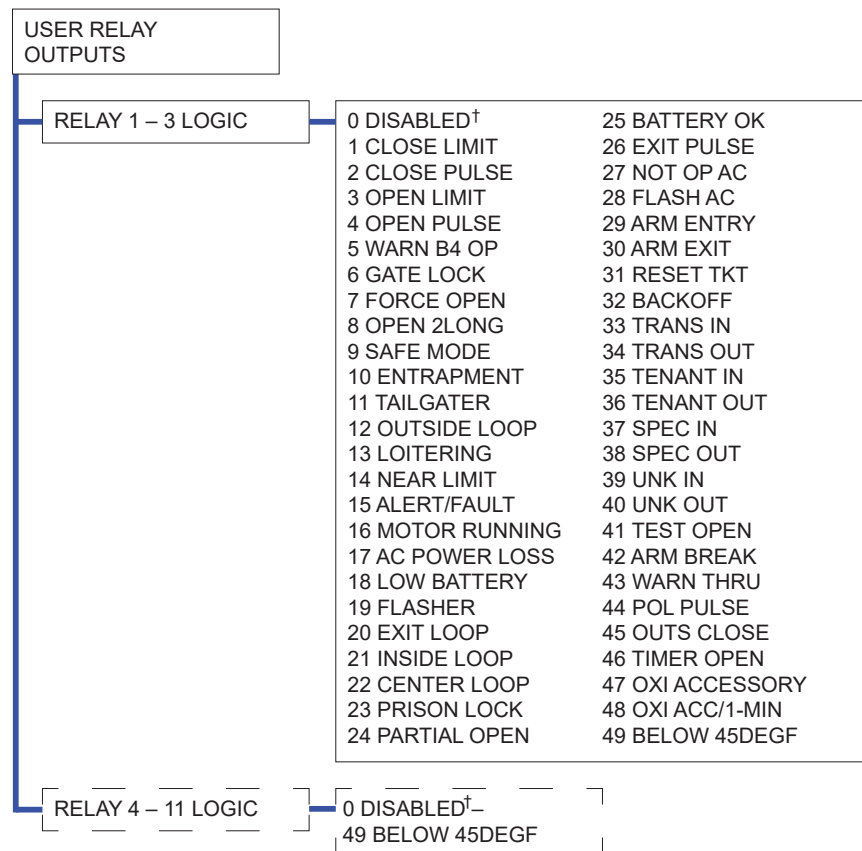 USER RELAY
OUTPUTS
RELAY 1 – 3 LOGIC
0 DISABLED†
1 CLOSE LIMIT
2 CLOSE PULSE
3 OPEN LIMIT
4 OPEN PULSE
5 WARN B4 OP
6 GATE LOCK
7 FORCE OPEN
8 OPEN 2LONG
9 SAFE MODE
10 ENTRAPMENT
11 TAILGATER
12 OUTSIDE LOOP
13 LOITERING
14 NEAR LIMIT
15 ALERT/FAULT
16 MOTOR RUNNING
17 AC POWER LOSS
18 LOW BATTERY
19 FLASHER
20 EXIT LOOP
21 INSIDE LOOP
22 CENTER LOOP
23 PRISON LOCK
24 PARTIAL OPEN
25 BATTERY OK
26 EXIT PULSE
27 NOT OP AC
28 FLASH AC
29 ARM ENTRY
30 ARM EXIT
31 RESET TKT
32 BACKOFF
33 TRANS IN
34 TRANS OUT
35 TENANT IN
36 TENANT OUT
37 SPEC IN
38 SPEC OUT
39 UNK IN
40 UNK OUT
41 TEST OPEN
42 ARM BREAK
43 WARN THRU
44 POL PULSE
45 OUTS CLOSE
46 TIMER OPEN
47 OXI ACCESSORY
48 OXI ACC/1-MIN
49 BELOW 45DEGF
RELAY 4 – 11 LOGIC
0 DISABLED†–
49 BELOW 45DEGF